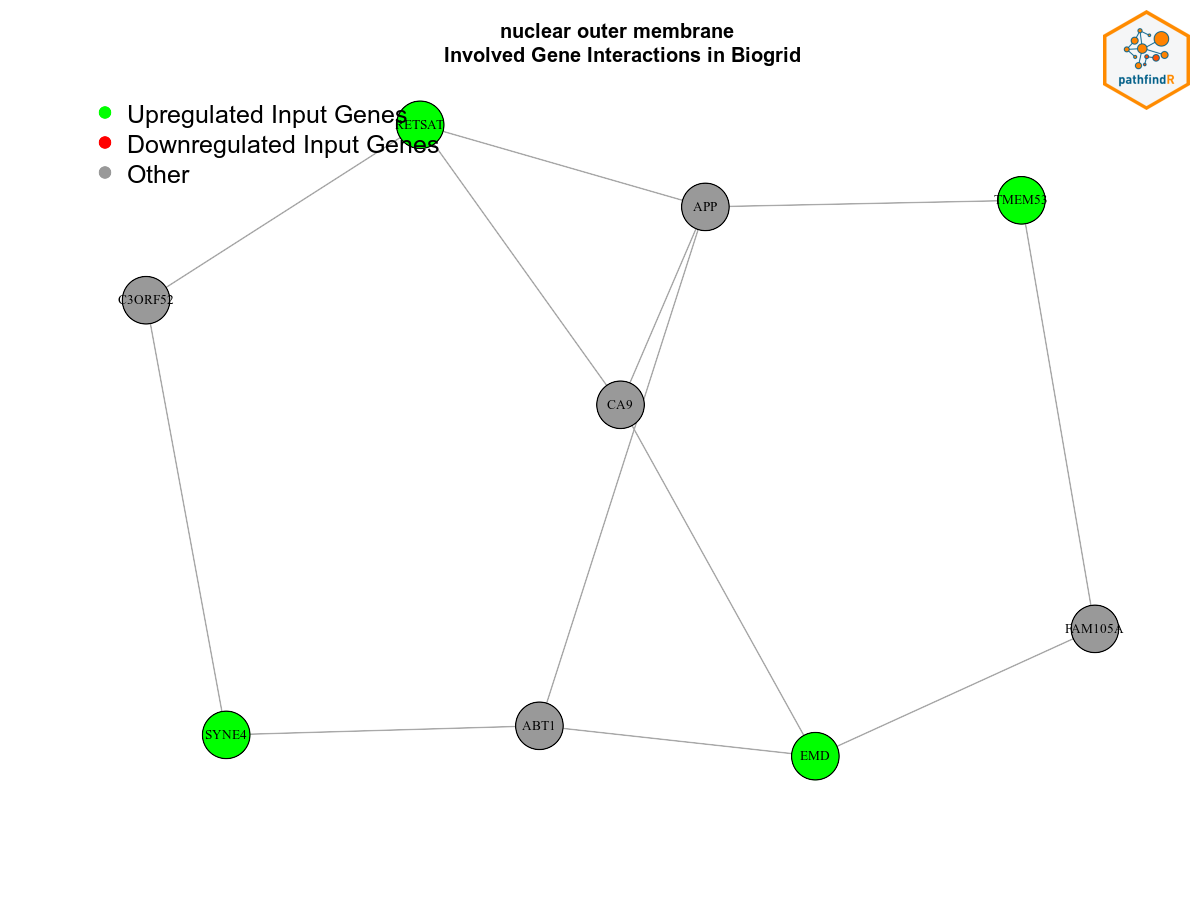 nuclear outer membrane
Involved Gene Interactions in Biogrid
pathfindR
Upregulated Input Genes
Downregulated Input Genes
Other
RETSAT
APP
TMEM53
C3ORF52
CA9
FAM105A
SYNE4
ABT1
EMD